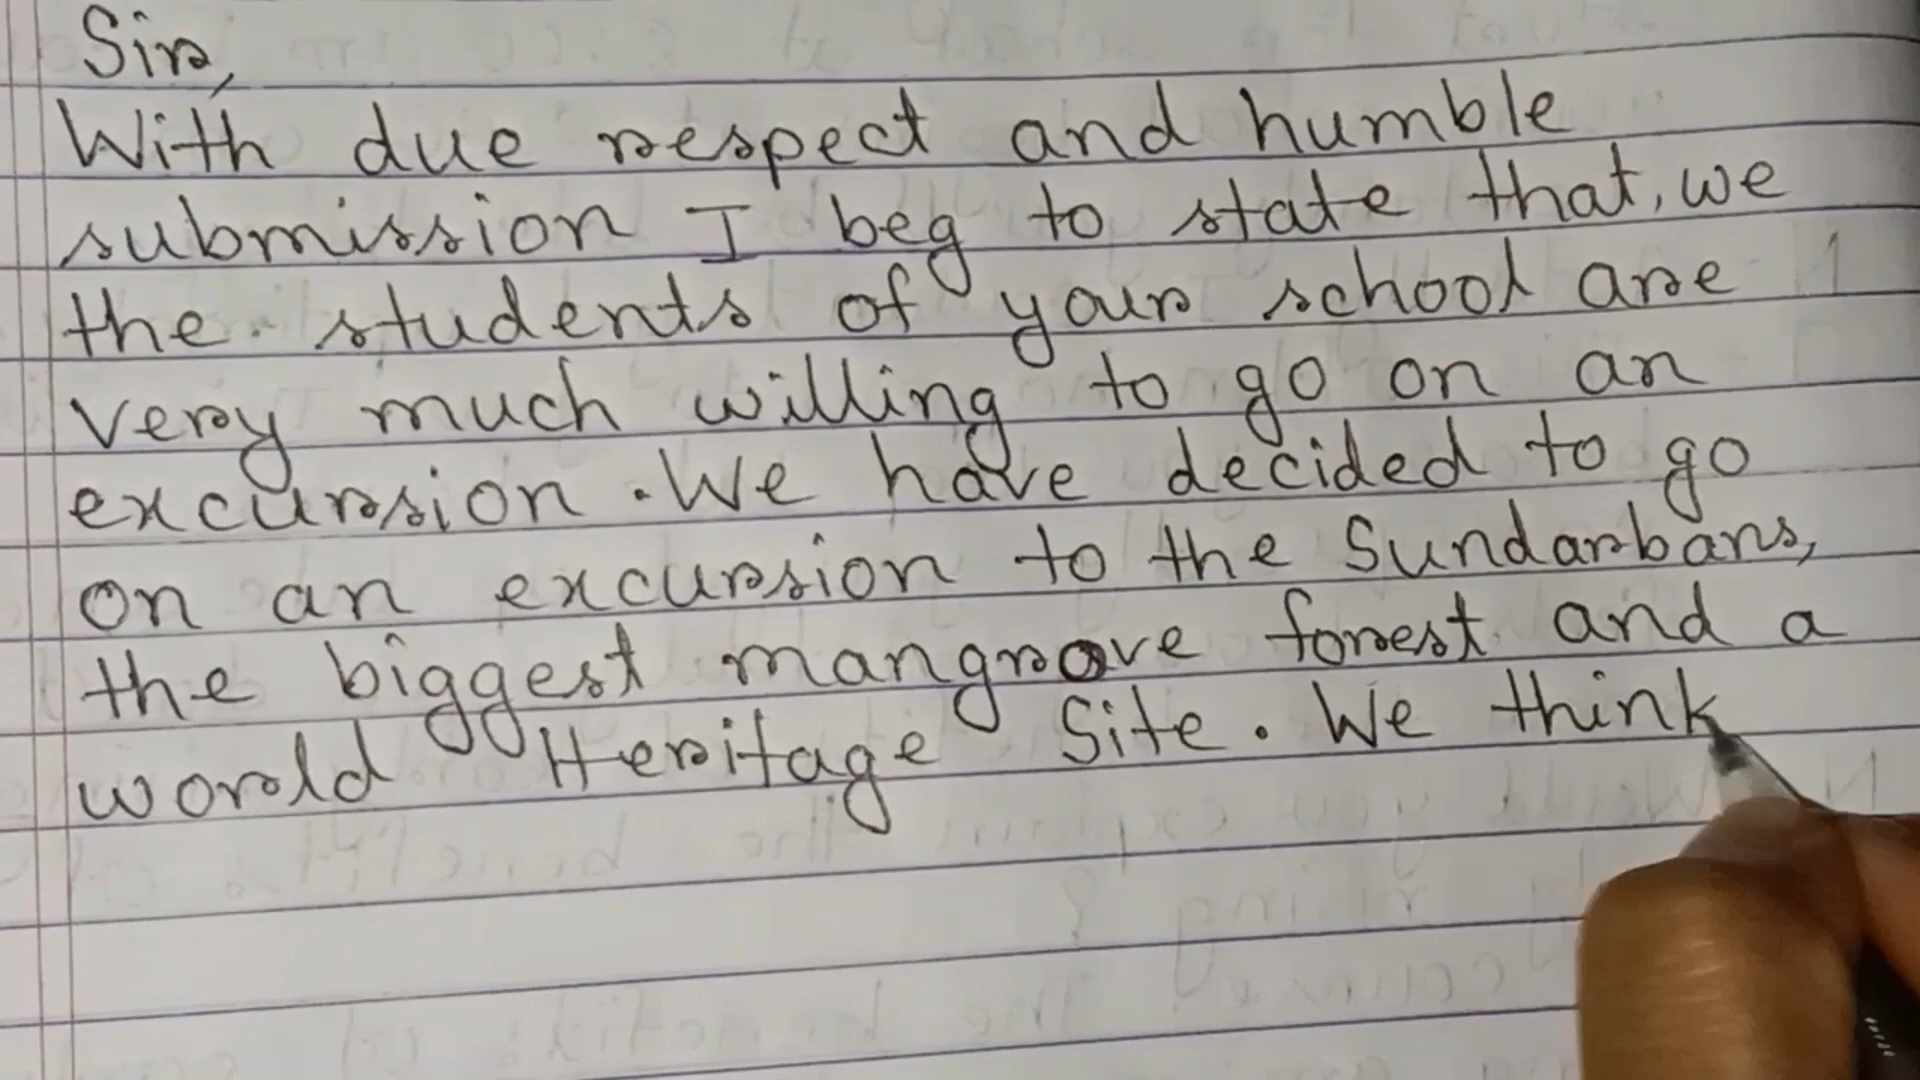 Sir,
With due respect and humble
submission I beg to state that, we
the students of your school are
very much willing to go on an
excursion. We have decided to go
on an excursion to the Sundarbans,
the biggest mangrove forest and a
world Heritage Site. We think